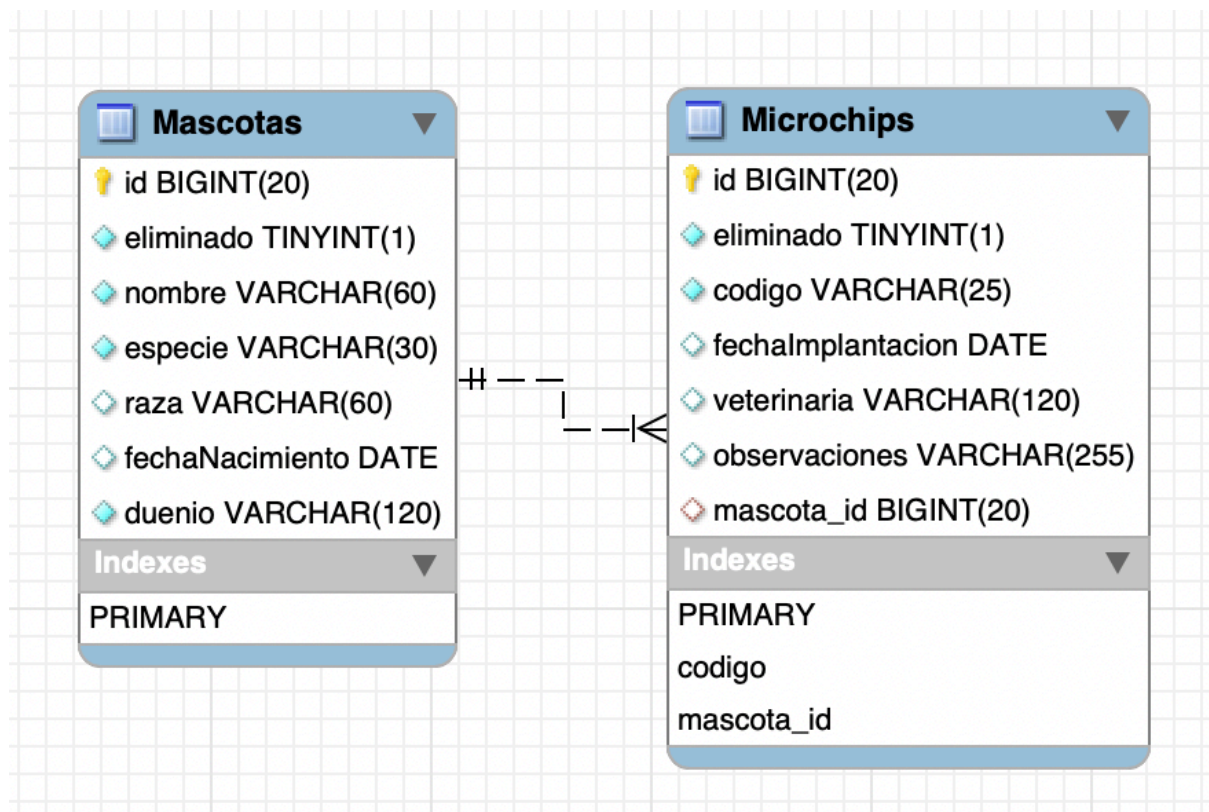 Mascotas
id BIGINT(20)
eliminado TINYINT(1)
nombre VARCHAR(60)
especie VARCHAR(30)
raza VARCHAR(60)
fechaNacimiento DATE
duenio VARCHAR(120)
Indexes
PRIMARY
Microchips
id BIGINT(20)
eliminado TINYINT(1)
codigo VARCHAR(25)
fechaImplantacion DATE
veterinaria VARCHAR(120)
observaciones VARCHAR(255)
mascota_id BIGINT(20)
Indexes
PRIMARY
codigo
mascota_id